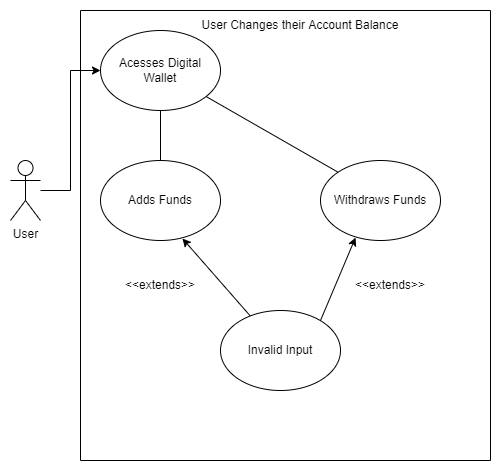 User Changes their Account Balance
Acesses Digital
Wallet
Adds Funds
Withdraws Funds
User
<<extends>>
<<extends>>
Invalid Input